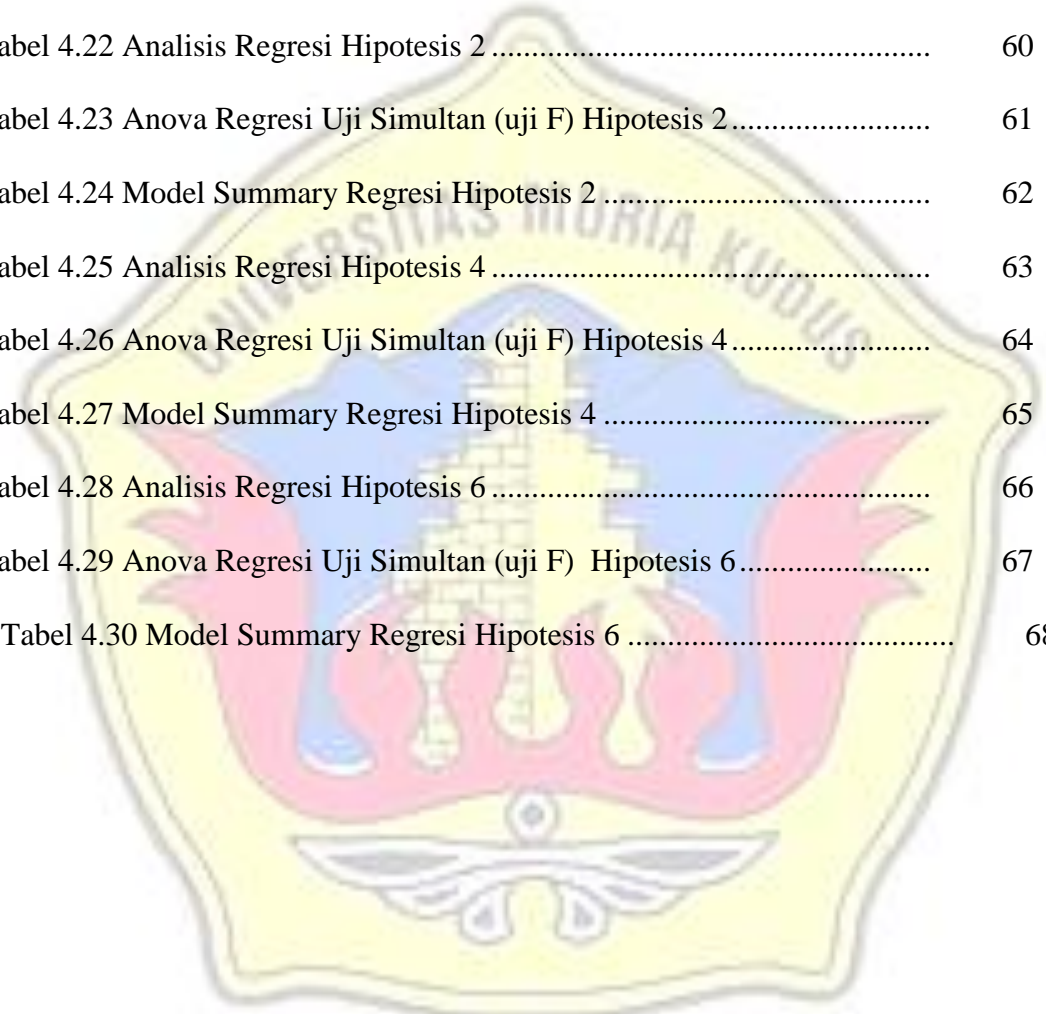 abel 4.22 Analisis Regresi Hipotesis 2 ........................................................................ 60
abel 4.23 Anova Regresi Uji Simultan (uji F) Hipotesis 2........................ 61
abel 4.24 Model Summary Regresi Hipotesis 2 ........................................ 62
abel 4.25 Analisis Regresi Hipotesis 4 ........................................................................ 63
abel 4.26 Anova Regresi Uji Simultan (uji F) Hipotesis 4........................ 64
abel 4.27 Model Summary Regresi Hipotesis 4 ........................................ 65
abel 4.28 Analisis Regresi Hipotesis 6 ........................................................................ 66
abel 4.29 Anova Regresi Uji Simultan (uji F)  Hipotesis 6....................... 67
Tabel 4.30 Model Summary Regresi Hipotesis 6 ........................................ 68
UNIVERSITAS MURIA KUDUS